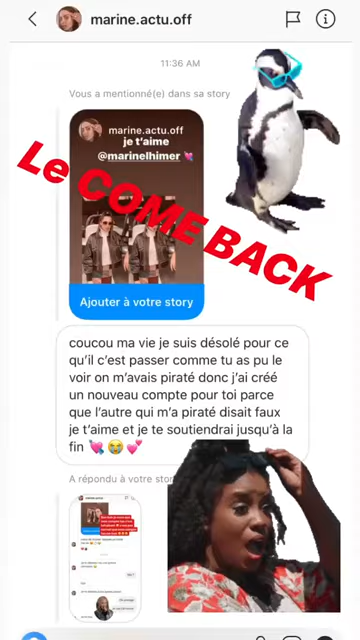 marine.actu.off
11:36 AM
Vous a mentionné(e) dans sa story
marine.actu.off
je t'aime
@marinelhimer 💘
Le COME BACK
Ajouter à votre story
coucou ma vie je suis désolé pour ce
qu'il c'est passer comme tu as pu le
voir on m'avais piraté donc j'ai créé
un nouveau compte pour toi parce
que l'autre qui m'a piraté disait faux
je t'aime et je te soutiendrai jusqu'à la
fin 💘😭💕
A répondu à votre stor